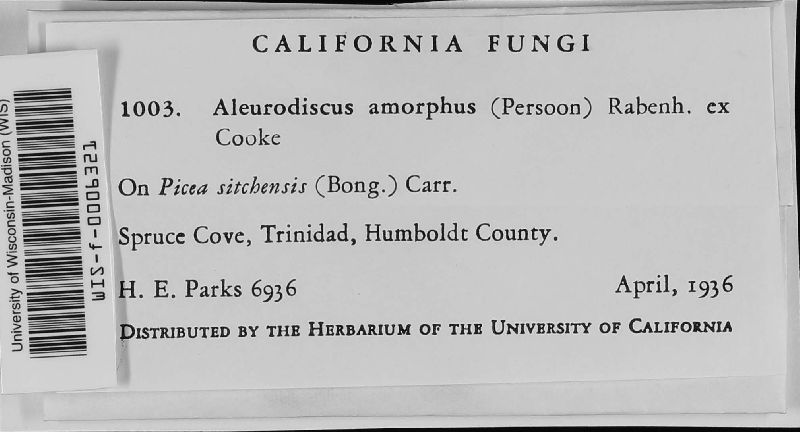 CALIFORNIA FUNGI
1003. Aleurodiscus amorphus (Persoon) Rabenh. ex
Cooke
On Picea sitchensis (Bong.) Carr.
Spruce Cove, Trinidad, Humboldt County.
H. E. Parks 6936 April, 1936
DISTRIBUTED BY THE HERBARIUM OF THE UNIVERSITY OF CALIFORNIA
University of Wisconsin-Madison (WIS)
WIS-f-0006321